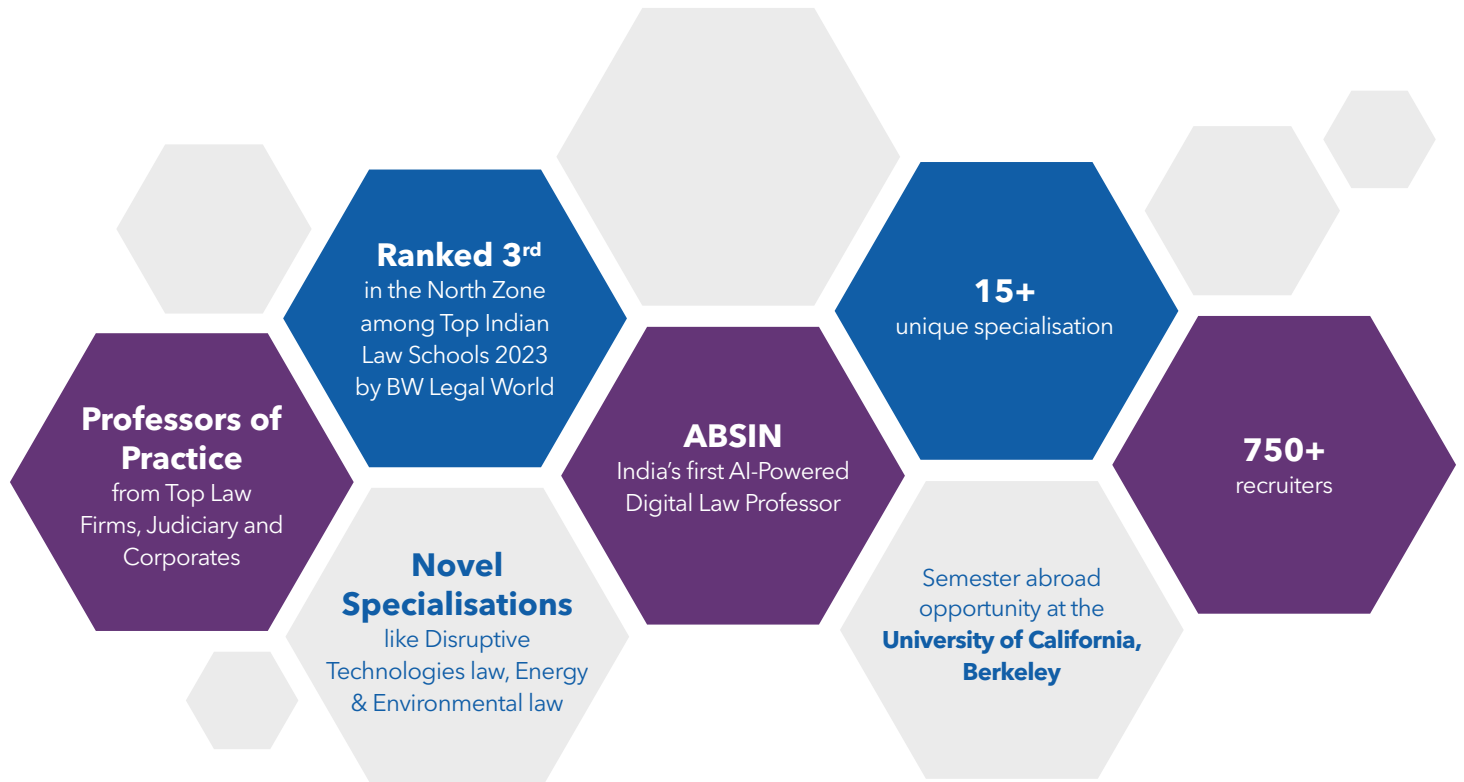 Ranked 3rd
in the North Zone
among Top Indian
Law Schools 2023
by BW Legal World
15+
unique specialisation
Professors of
Practice
from Top Law
Firms, Judiciary and
Corporates
ABSIN
India’s first AI-Powered
Digital Law Professor
750+
recruiters
Novel
Specialisations
like Disruptive
Technologies law, Energy
& Environmental law
Semester abroad
opportunity at the
University of California,
Berkeley